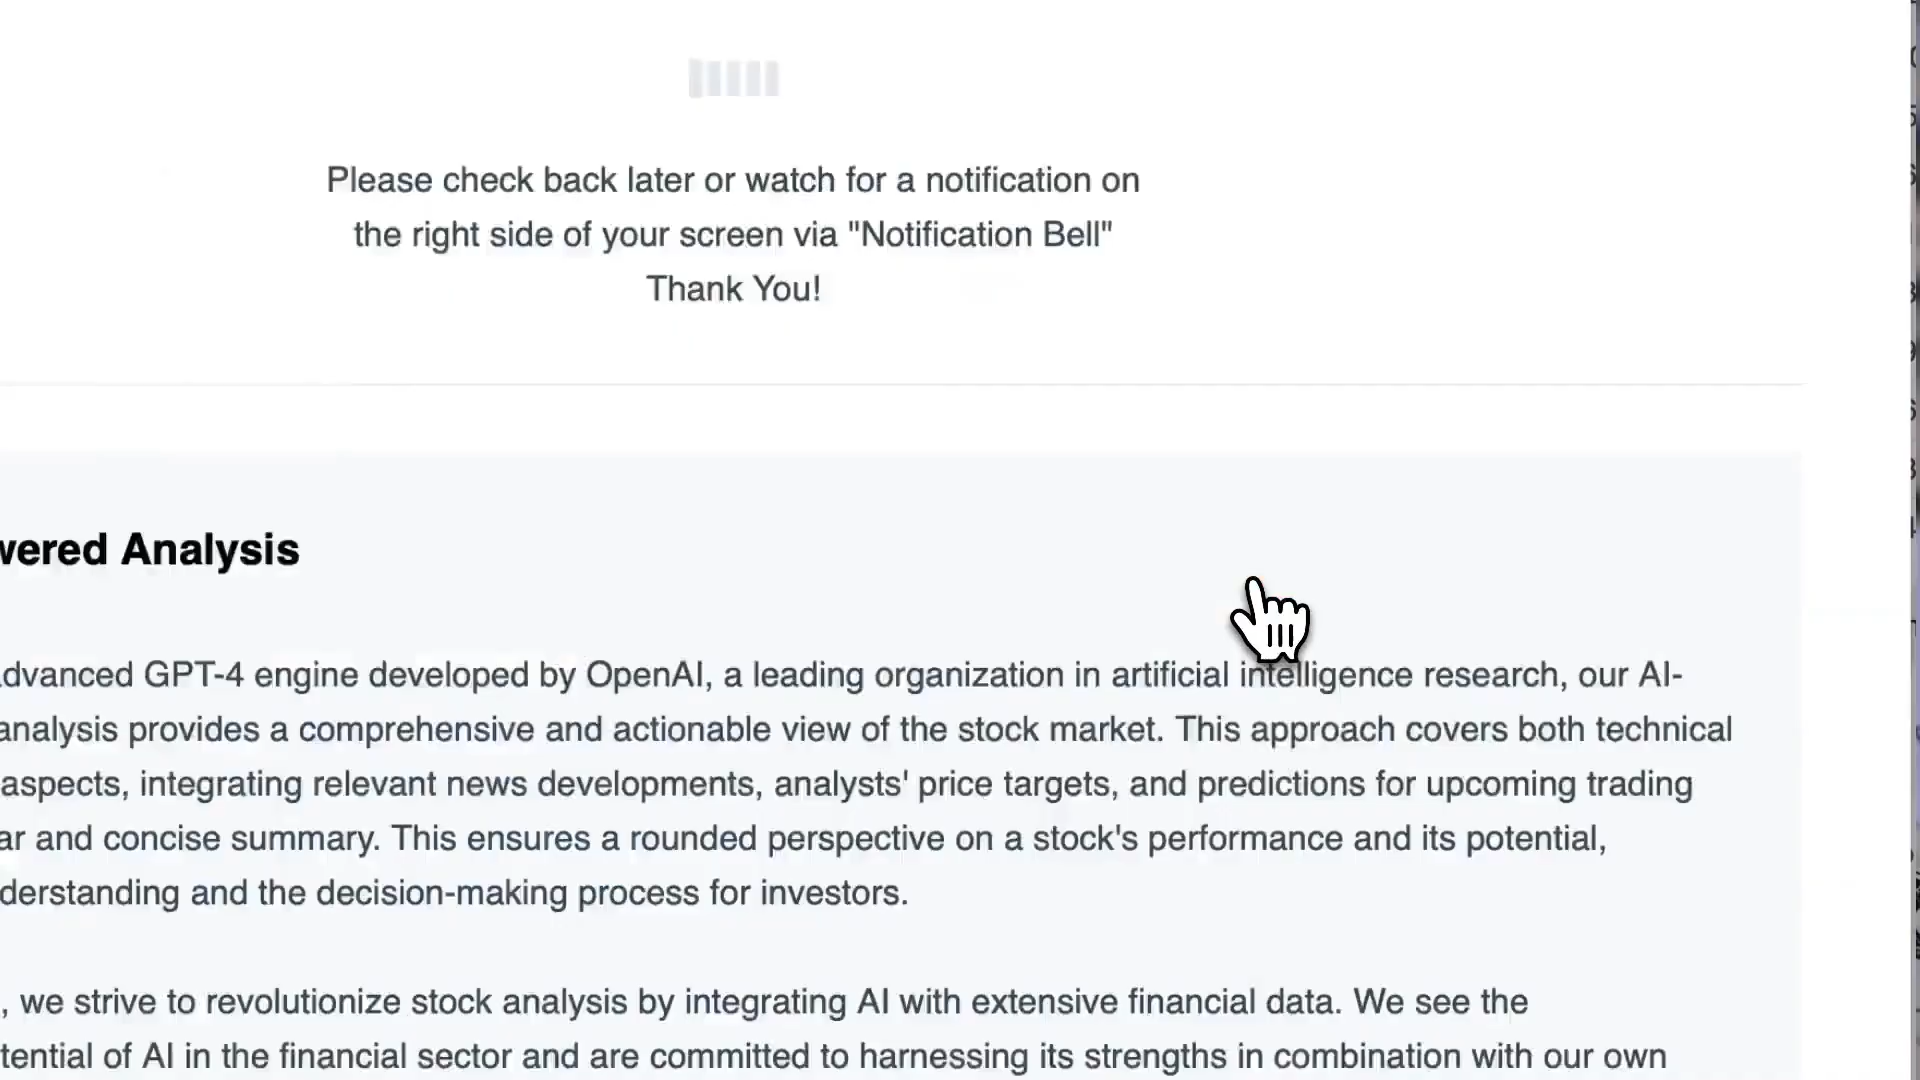 Please check back later or watch for a notification on
the right side of your screen via "Notification Bell"
Thank You!
wered Analysis
dvanced GPT-4 engine developed by OpenAI, a leading organization in artificial intelligence research, our AI-
analysis provides a comprehensive and actionable view of the stock market. This approach covers both technical
aspects, integrating relevant news developments, analysts' price targets, and predictions for upcoming trading
ar and concise summary. This ensures a rounded perspective on a stock's performance and its potential,
derstanding and the decision-making process for investors.
, we strive to revolutionize stock analysis by integrating AI with extensive financial data. We see the
tential of AI in the financial sector and are committed to harnessing its strengths in combination with our own